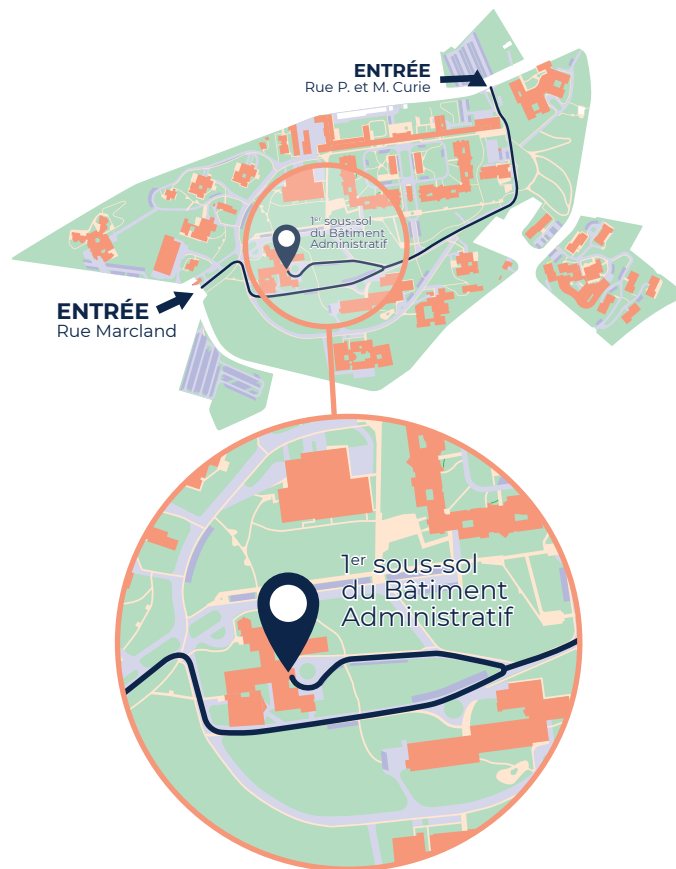 ENTRÉE
Rue P. et M. Curie
1er sous-sol
du Bâtiment
Administratif
ENTRÉE
Rue Marcland
1er sous-sol
du Bâtiment
Administratif